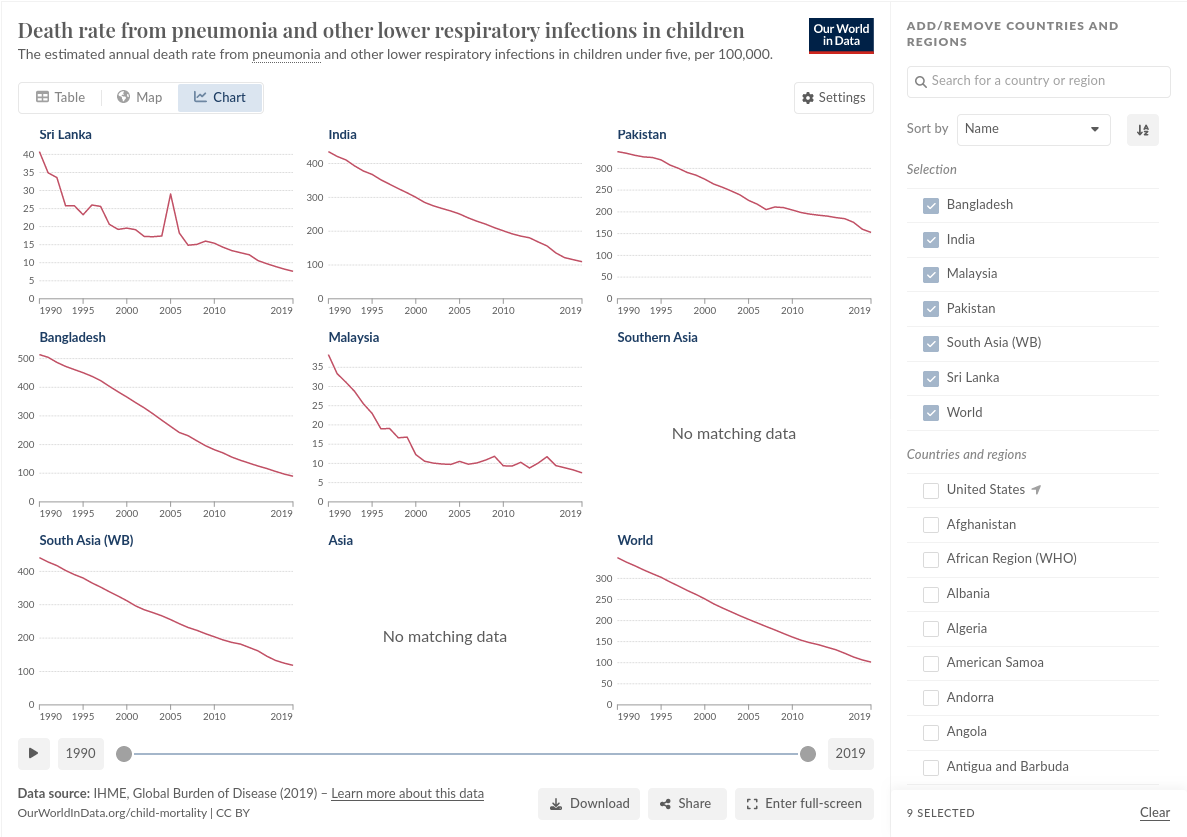 Death rate from pneumonia and other lower respiratory infections in children
The estimated annual death rate from pneumonia and other lower respiratory infections in children under five, per 100,000.
Our World
in Data
Table
Map
Chart
Settings
Sri Lanka
40
35
30
25
20
15
10
5
0
1990 1995 2000 2005 2010 2019
India
400
300
200
100
0
1990 1995 2000 2005 2010 2019
Pakistan
300
250
200
150
100
50
0
1990 1995 2000 2005 2010 2019
Bangladesh
500
400
300
200
100
0
1990 1995 2000 2005 2010 2019
Malaysia
35
30
25
20
15
10
5
0
1990 1995 2000 2005 2010 2019
Southern Asia
No matching data
South Asia (WB)
400
300
200
100
0
1990 1995 2000 2005 2010 2019
Asia
No matching data
World
300
250
200
150
100
50
0
1990 1995 2000 2005 2010 2019
1990
2019
Data source: IHME, Global Burden of Disease (2019) – Learn more about this data
OurWorldInData.org/child-mortality | CC BY
Download
Share
Enter full-screen
ADD/REMOVE COUNTRIES AND
REGIONS
Search for a country or region
Sort by Name
Selection
Bangladesh
India
Malaysia
Pakistan
South Asia (WB)
Sri Lanka
World
Countries and regions
United States
Afghanistan
African Region (WHO)
Albania
Algeria
American Samoa
Andorra
Angola
Antigua and Barbuda
9 SELECTED
Clear